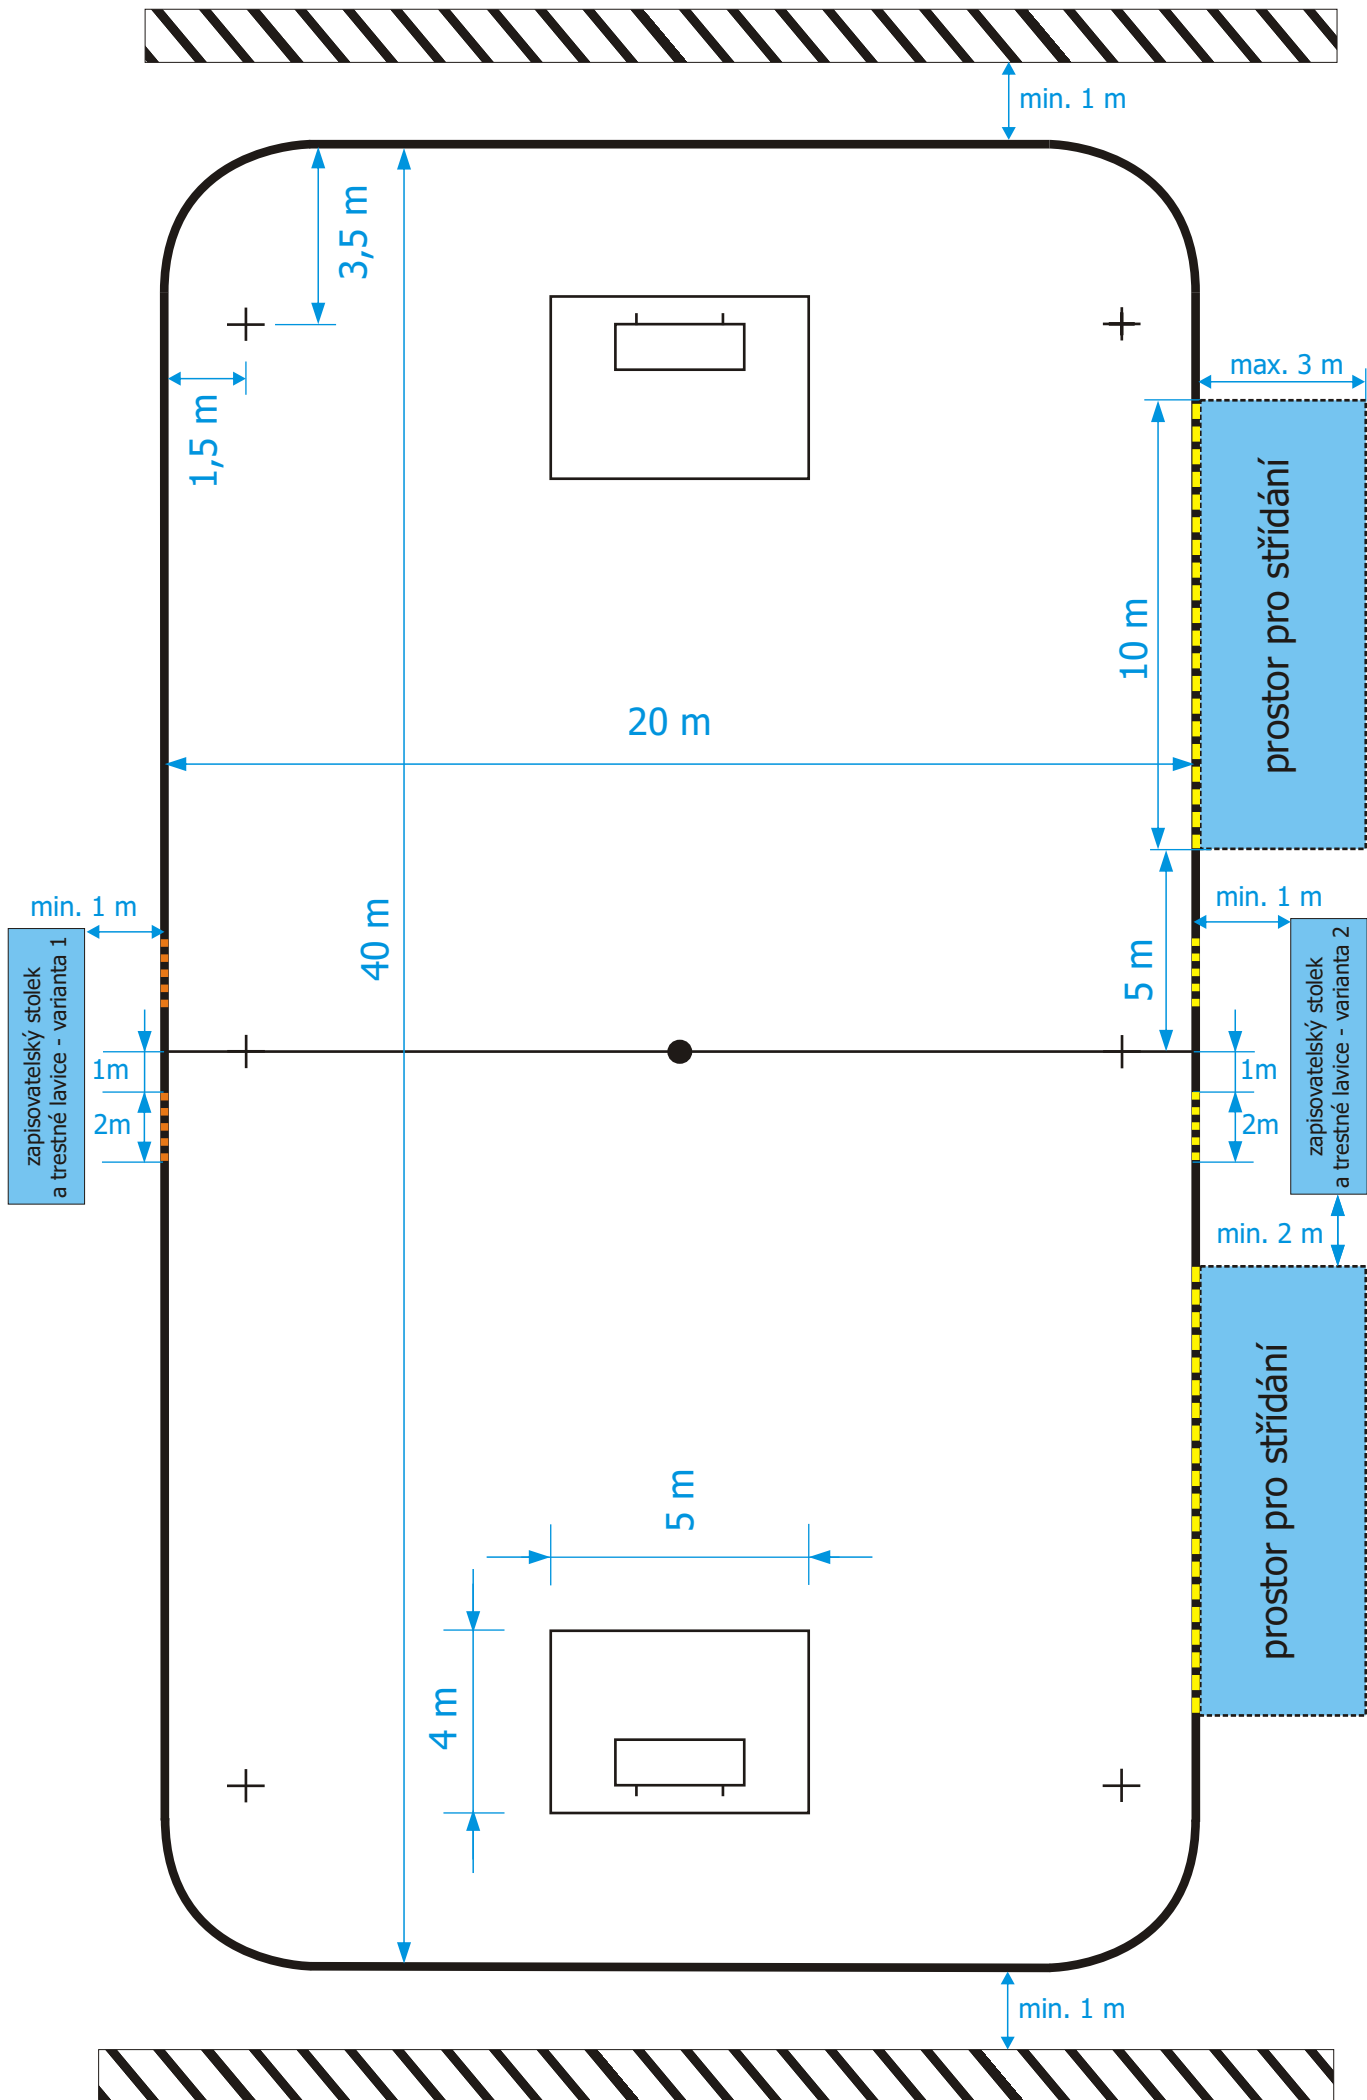 min. 1 m
3,5 m
max. 3 m
1,5 m
prostor pro střídání
10 m
20 m
min. 1 m
min. 1 m
40 m
5 m
zapisovatelský stolek
a trestné lavice - varianta 1
zapisovatelský stolek
a trestné lavice - varianta 2
1m
1m
2m
2m
min. 2 m
prostor pro střídání
5 m
4 m
min. 1 m